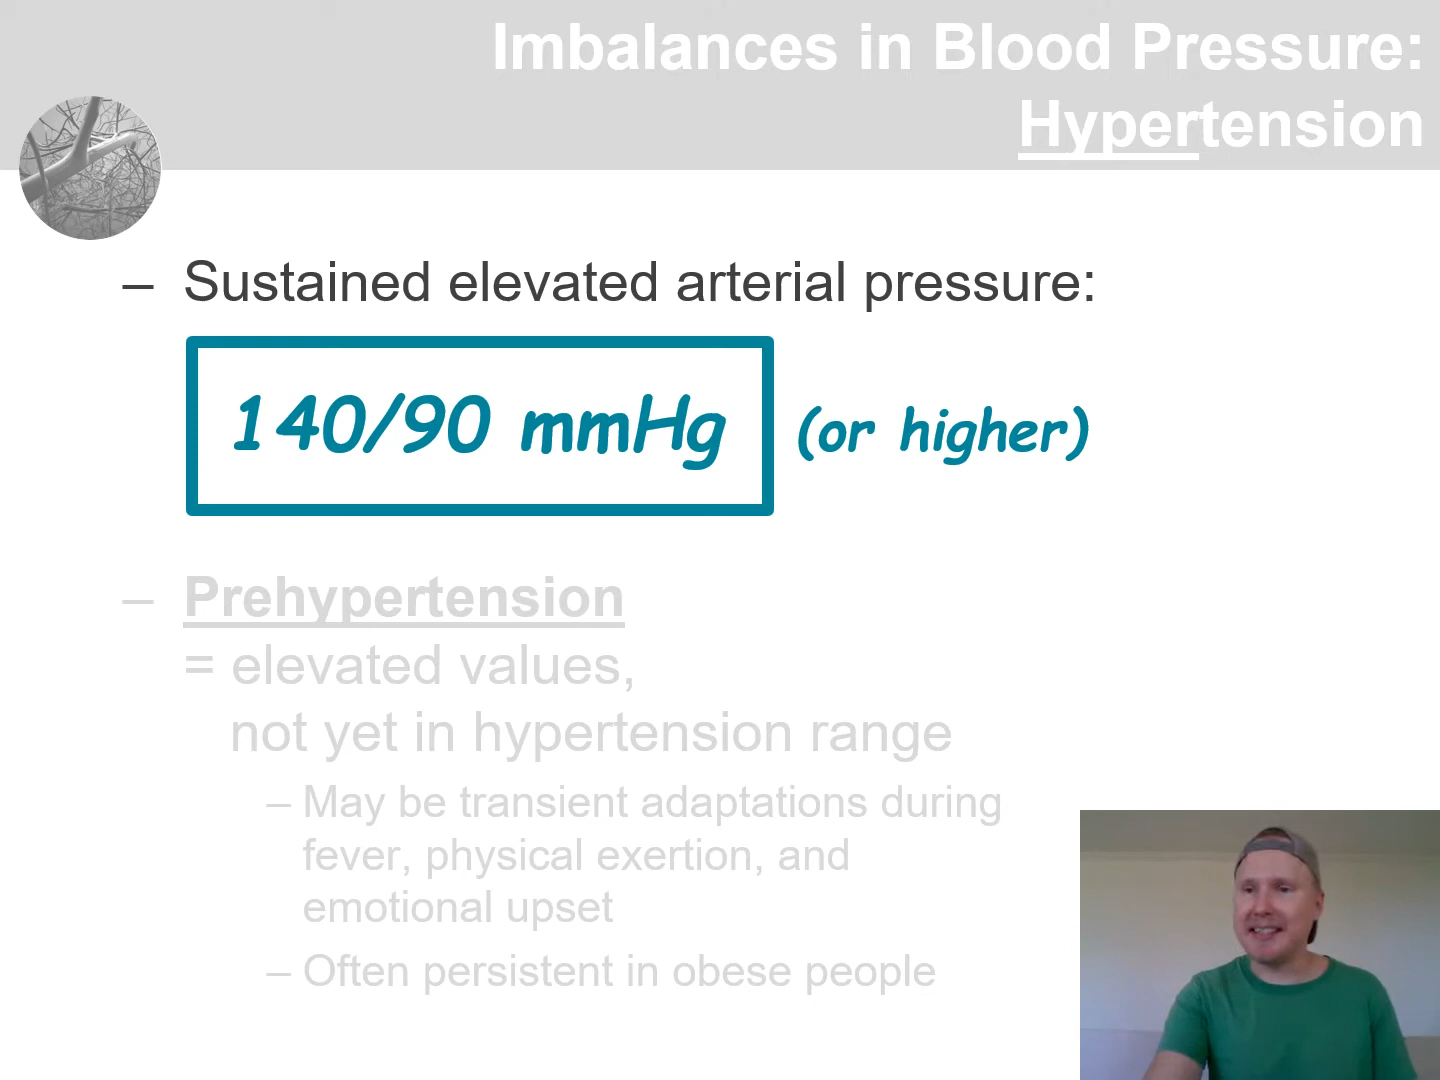 Imbalances in Blood Pressure:
Hypertension
– Sustained elevated arterial pressure:
140/90 mmHg (or higher)
– Prehypertension
= elevated values,
not yet in hypertension range
– May be transient adaptations during
fever, physical exertion, and
emotional upset
– Often persistent in obese people